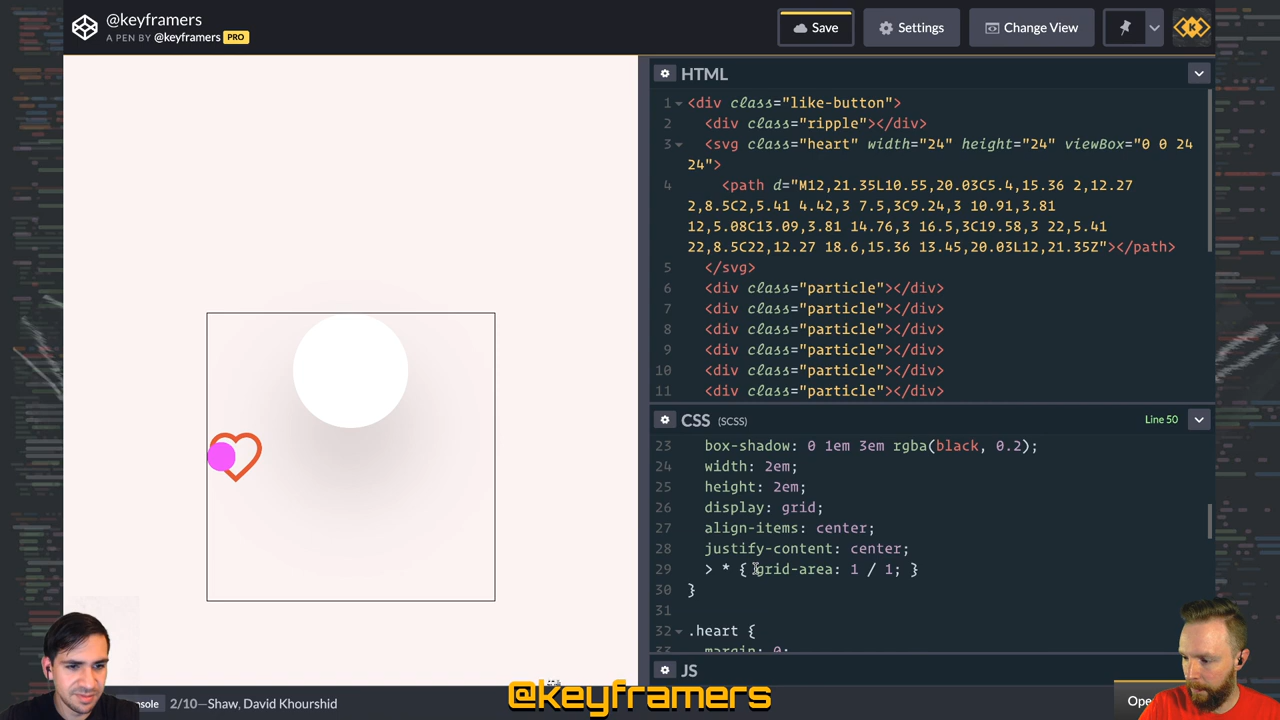 @keyframers
A PEN BY @keyframers PRO
Save
Settings
Change View
HTML
1 <div class="like-button">
2 <div class="ripple"></div>
3 <svg class="heart" width="24" height="24" viewBox="0 0 24
24">
4 <path d="M12,21.35L10.55,20.03C5.4,15.36 2,12.27
2,8.5C2,5.41 4.42,3 7.5,3C9.24,3 10.91,3.81
12,5.08C13.09,3.81 14.76,3 16.5,3C19.58,3 22,5.41
22,8.5C22,12.27 18.6,15.36 13.45,20.03L12,21.35Z"></path>
5 </svg>
6 <div class="particle"></div>
7 <div class="particle"></div>
8 <div class="particle"></div>
9 <div class="particle"></div>
10 <div class="particle"></div>
11 <div class="particle"></div>
CSS (SCSS)
Line 50
23 box-shadow: 0 1em 3em rgba(black, 0.2);
24 width: 2em;
25 height: 2em;
26 display: grid;
27 align-items: center;
28 justify-content: center;
29 > * { grid-area: 1 / 1; }
30 }
31
32 .heart {
33 margin: 0;
JS
2/10—Shaw, David Khourshid
@keyframers